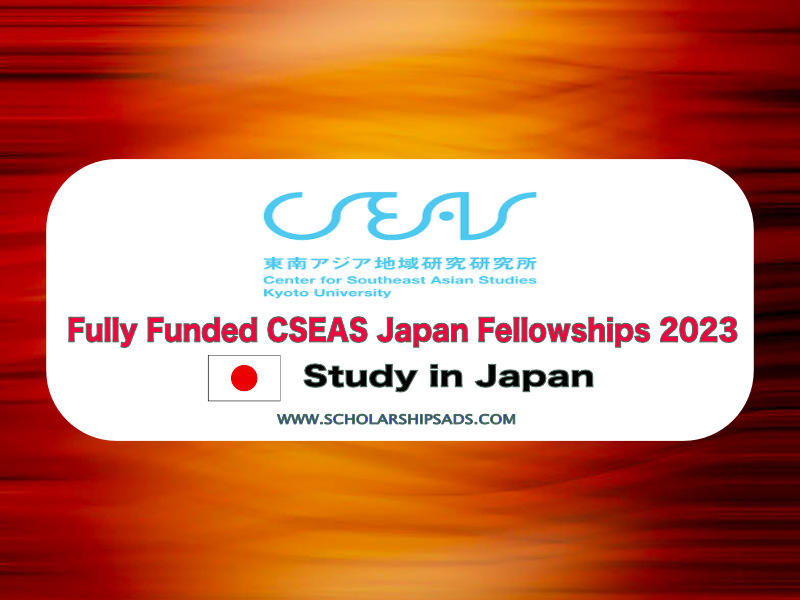 CSEAS
東南アジア地域研究研究所
Center for Southeast Asian Studies
Kyoto University
Fully Funded CSEAS Japan Fellowships 2023
Study in Japan
WWW.SCHOLARSHIPSADS.COM